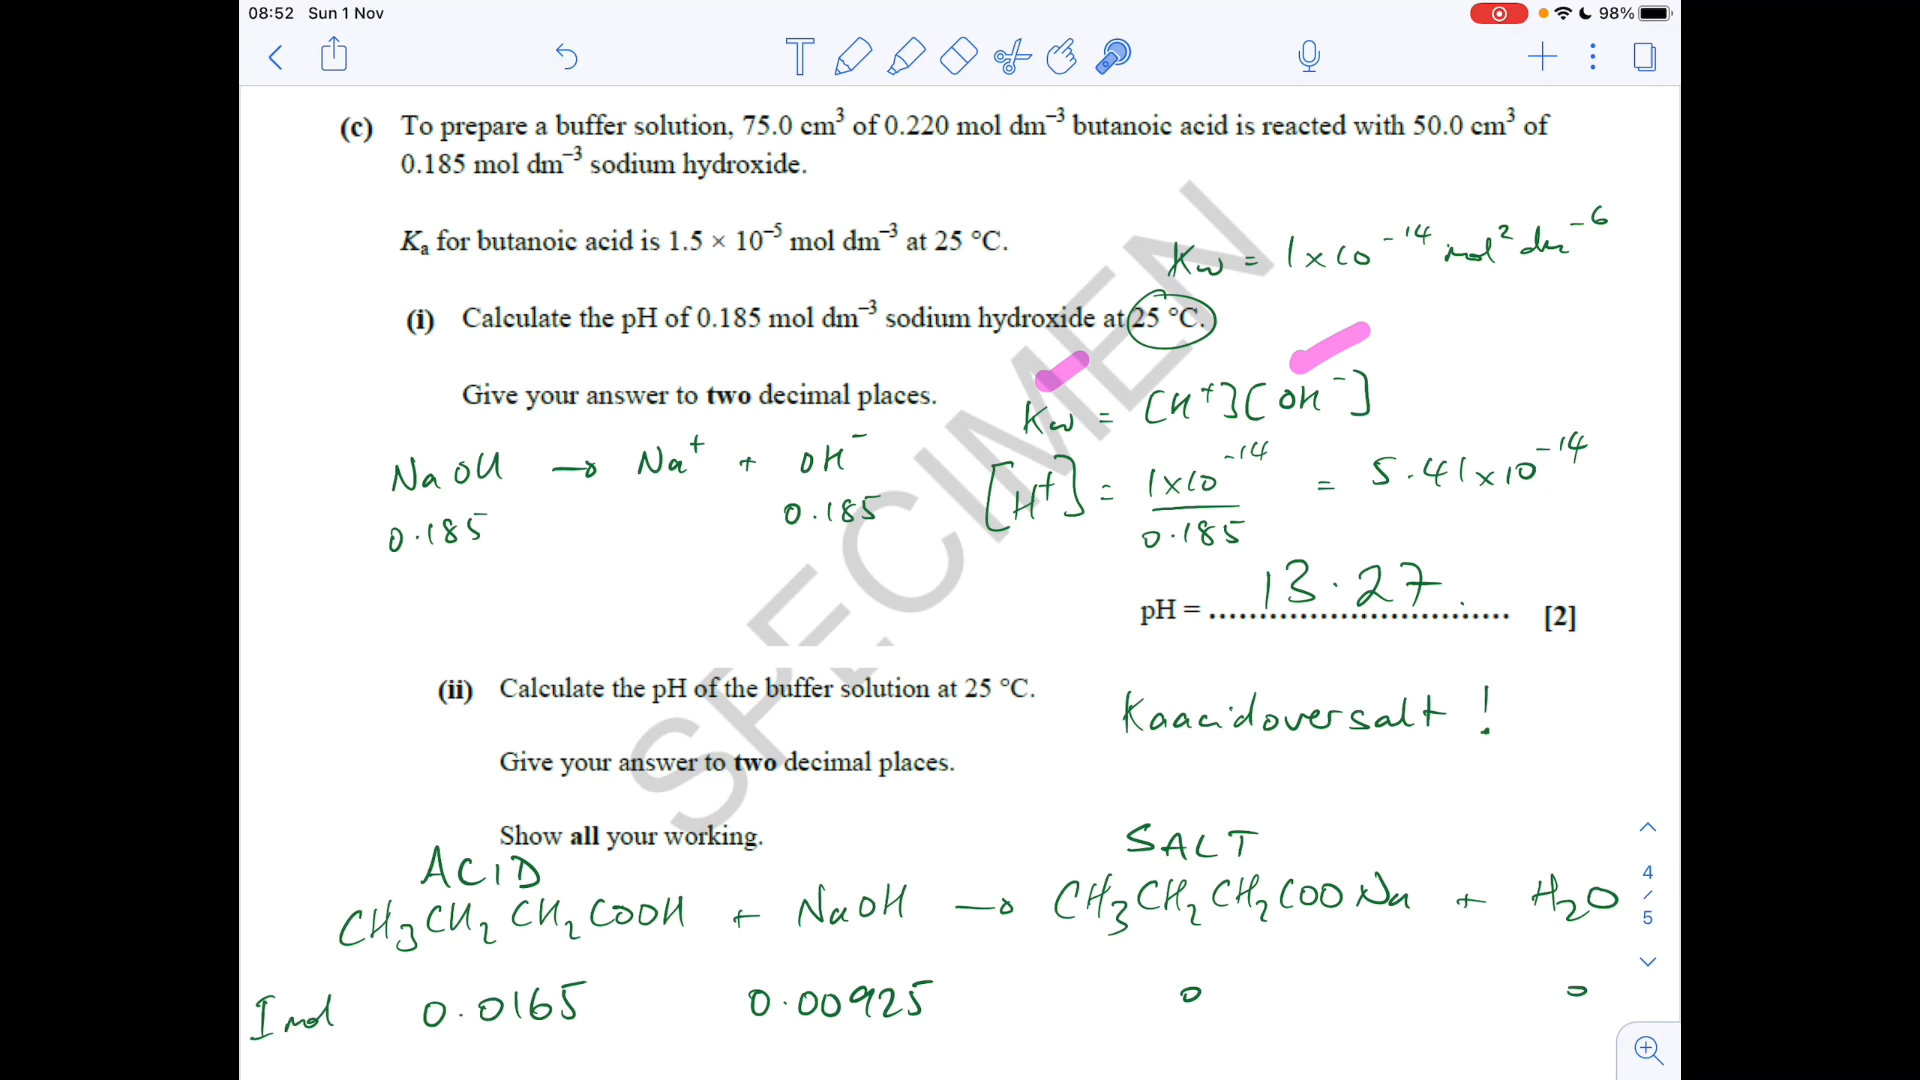 08:52 Sun 1 Nov 98%
(c) To prepare a buffer solution, 75.0 cm³ of 0.220 mol dm⁻³ butanoic acid is reacted with 50.0 cm³ of
0.185 mol dm⁻³ sodium hydroxide.
Kₐ for butanoic acid is 1.5 × 10⁻⁵ mol dm⁻³ at 25 °C.
Kw = 1x10⁻¹⁴ mol² dm⁻⁶
(i) Calculate the pH of 0.185 mol dm⁻³ sodium hydroxide at 25 °C.
Give your answer to two decimal places.
Kw = [H⁺][OH⁻]
NaOH → Na⁺ + OH⁻
0.185 0.185
[H⁺] = 1x10⁻¹⁴ / 0.185 = 5.41x10⁻¹⁴
pH = 13.27 [2]
(ii) Calculate the pH of the buffer solution at 25 °C.
Kaacidoversalt !
Give your answer to two decimal places.
Show all your working.
ACID SALT
CH₃CH₂CH₂COOH + NaOH → CH₃CH₂CH₂COONa + H₂O
I mol 0.0165 0.00925 0 0
SPECIMEN
4 / 5